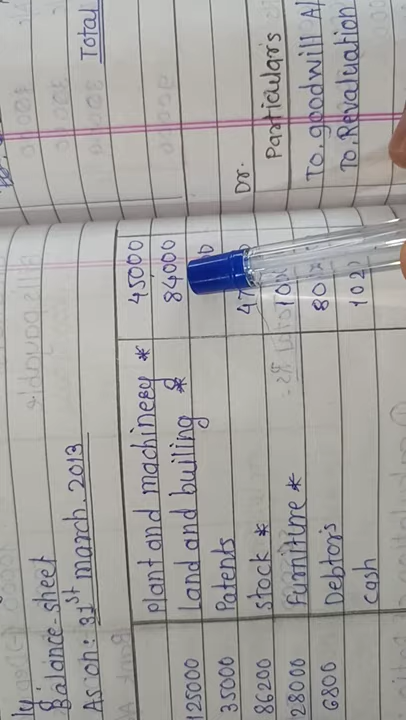 Total
Dr.
Particulars
To, goodwill A/
To, Revaluation
Balance-sheet
As on: 31st march, 2013
Plant and machinery * 45000
125000 Land and builling * 84000
35000 Patents
86200 Stock *
28000 Furniture *
6800 Debtors
Cash